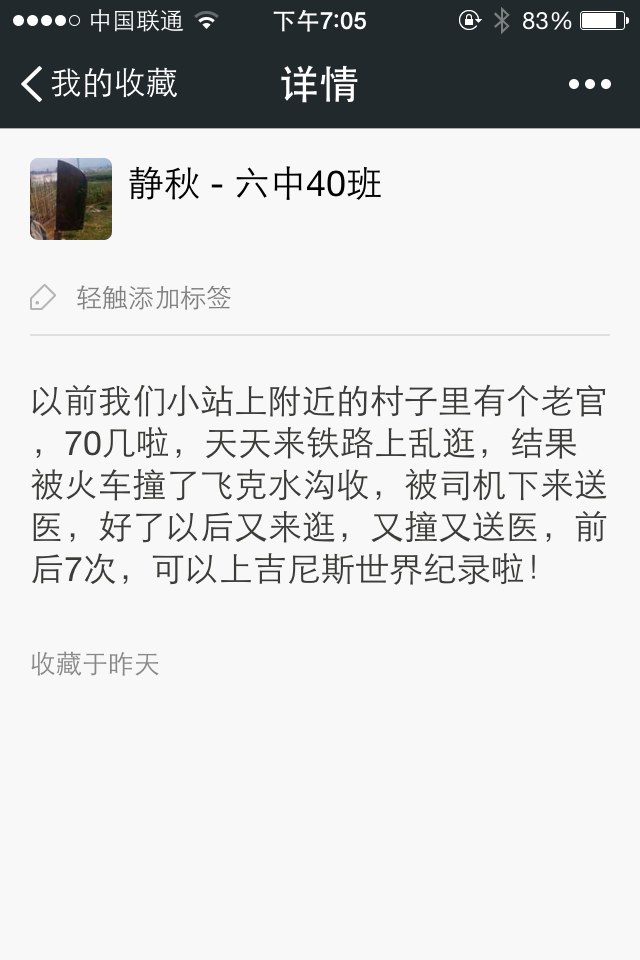 中国联通 下午7:05 83%
我的收藏 详情
静秋 - 六中40班
轻触添加标签
以前我们小站上附近的村子里有个老官
，70几啦，天天来铁路上乱逛，结果
被火车撞了飞克水沟收，被司机下来送
医，好了以后又来逛，又撞又送医，前
后7次，可以上吉尼斯世界纪录啦！
收藏于昨天